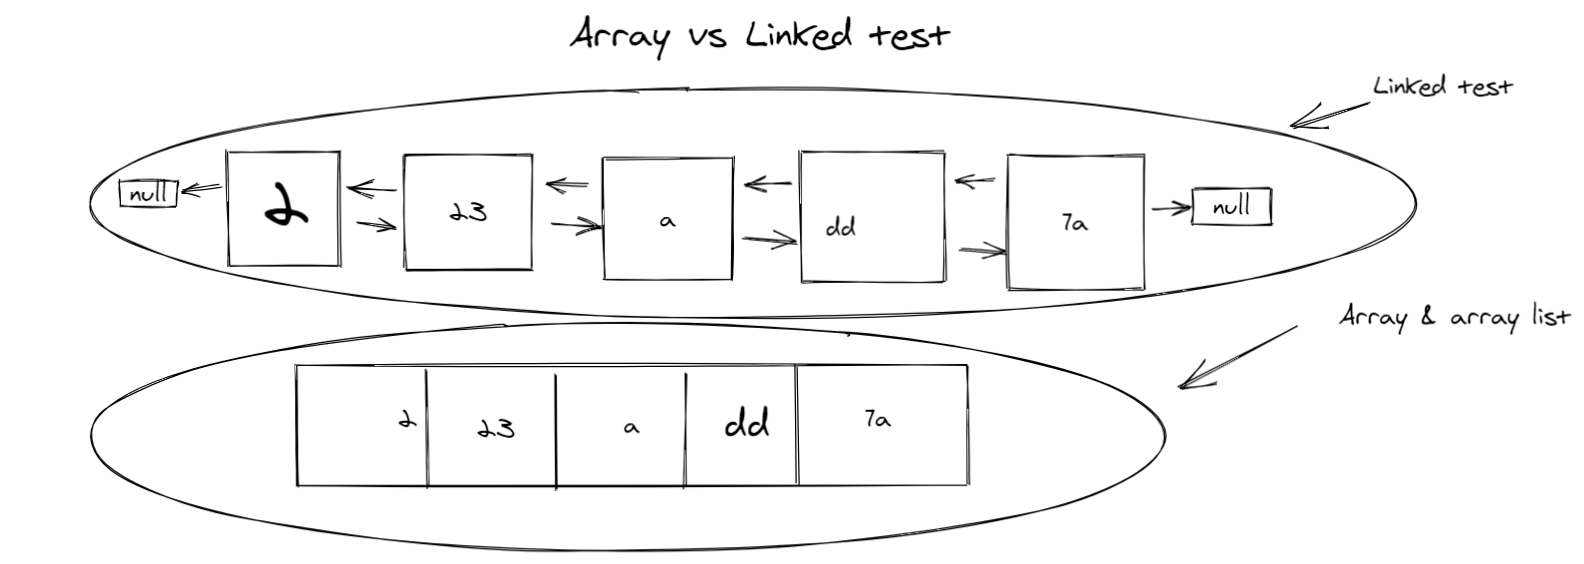 Array vs Linked test
Linked test
null 2 23 a dd 7a null
Array & array list
2 23 a dd 7a